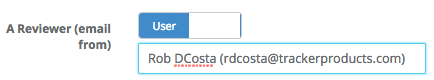 A Reviewer (email
from)
User
Rob DCosta (rdcosta@trackerproducts.com)